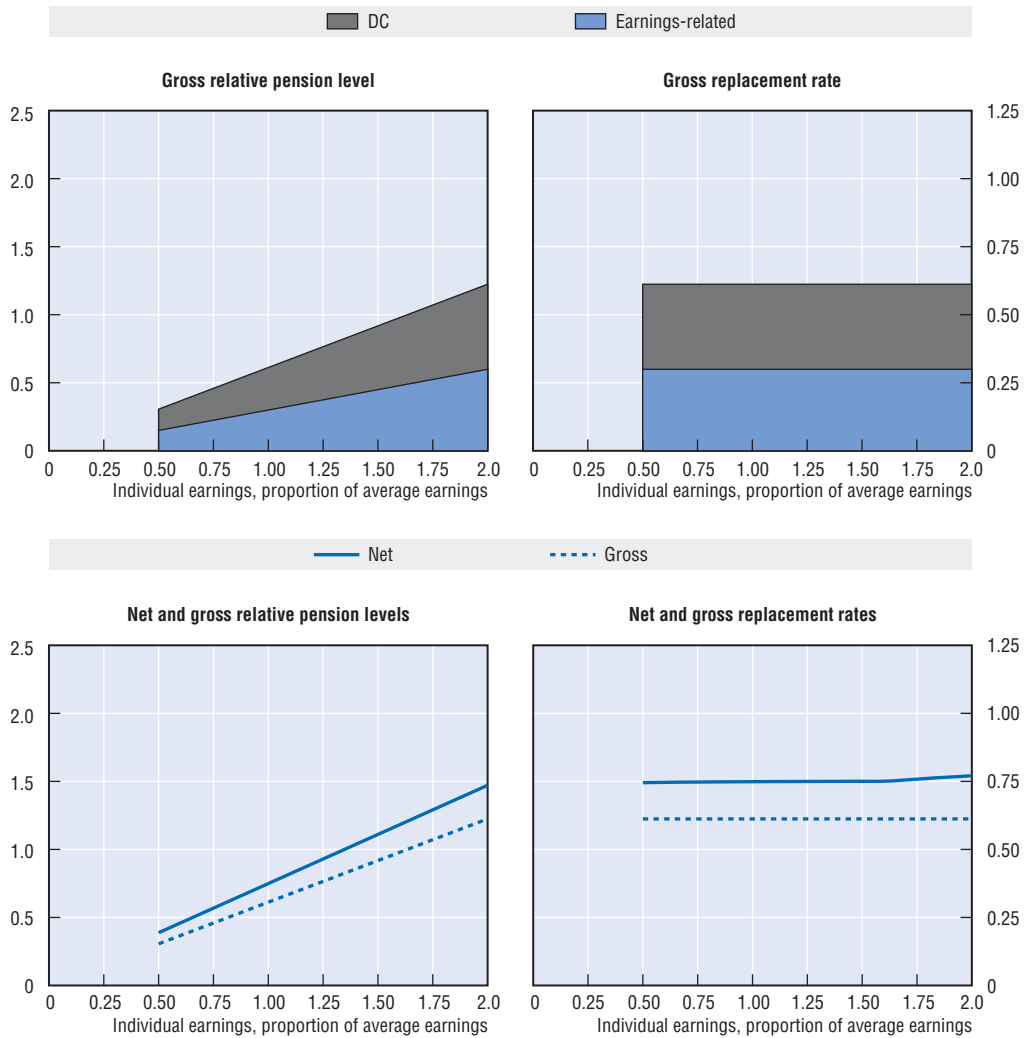 DC Earnings-related
Gross relative pension level
2.5
2.0
1.5
1.0
0.5
0
0 0.25 0.50 0.75 1.00 1.25 1.50 1.75 2.0
Individual earnings, proportion of average earnings
Gross replacement rate
1.25
1.00
0.75
0.50
0.25
0
0 0.25 0.50 0.75 1.00 1.25 1.50 1.75 2.0
Individual earnings, proportion of average earnings
Net Gross
Net and gross relative pension levels
2.5
2.0
1.5
1.0
0.5
0
0 0.25 0.50 0.75 1.00 1.25 1.50 1.75 2.0
Individual earnings, proportion of average earnings
Net and gross replacement rates
1.25
1.00
0.75
0.50
0.25
0
0 0.25 0.50 0.75 1.00 1.25 1.50 1.75 2.0
Individual earnings, proportion of average earnings